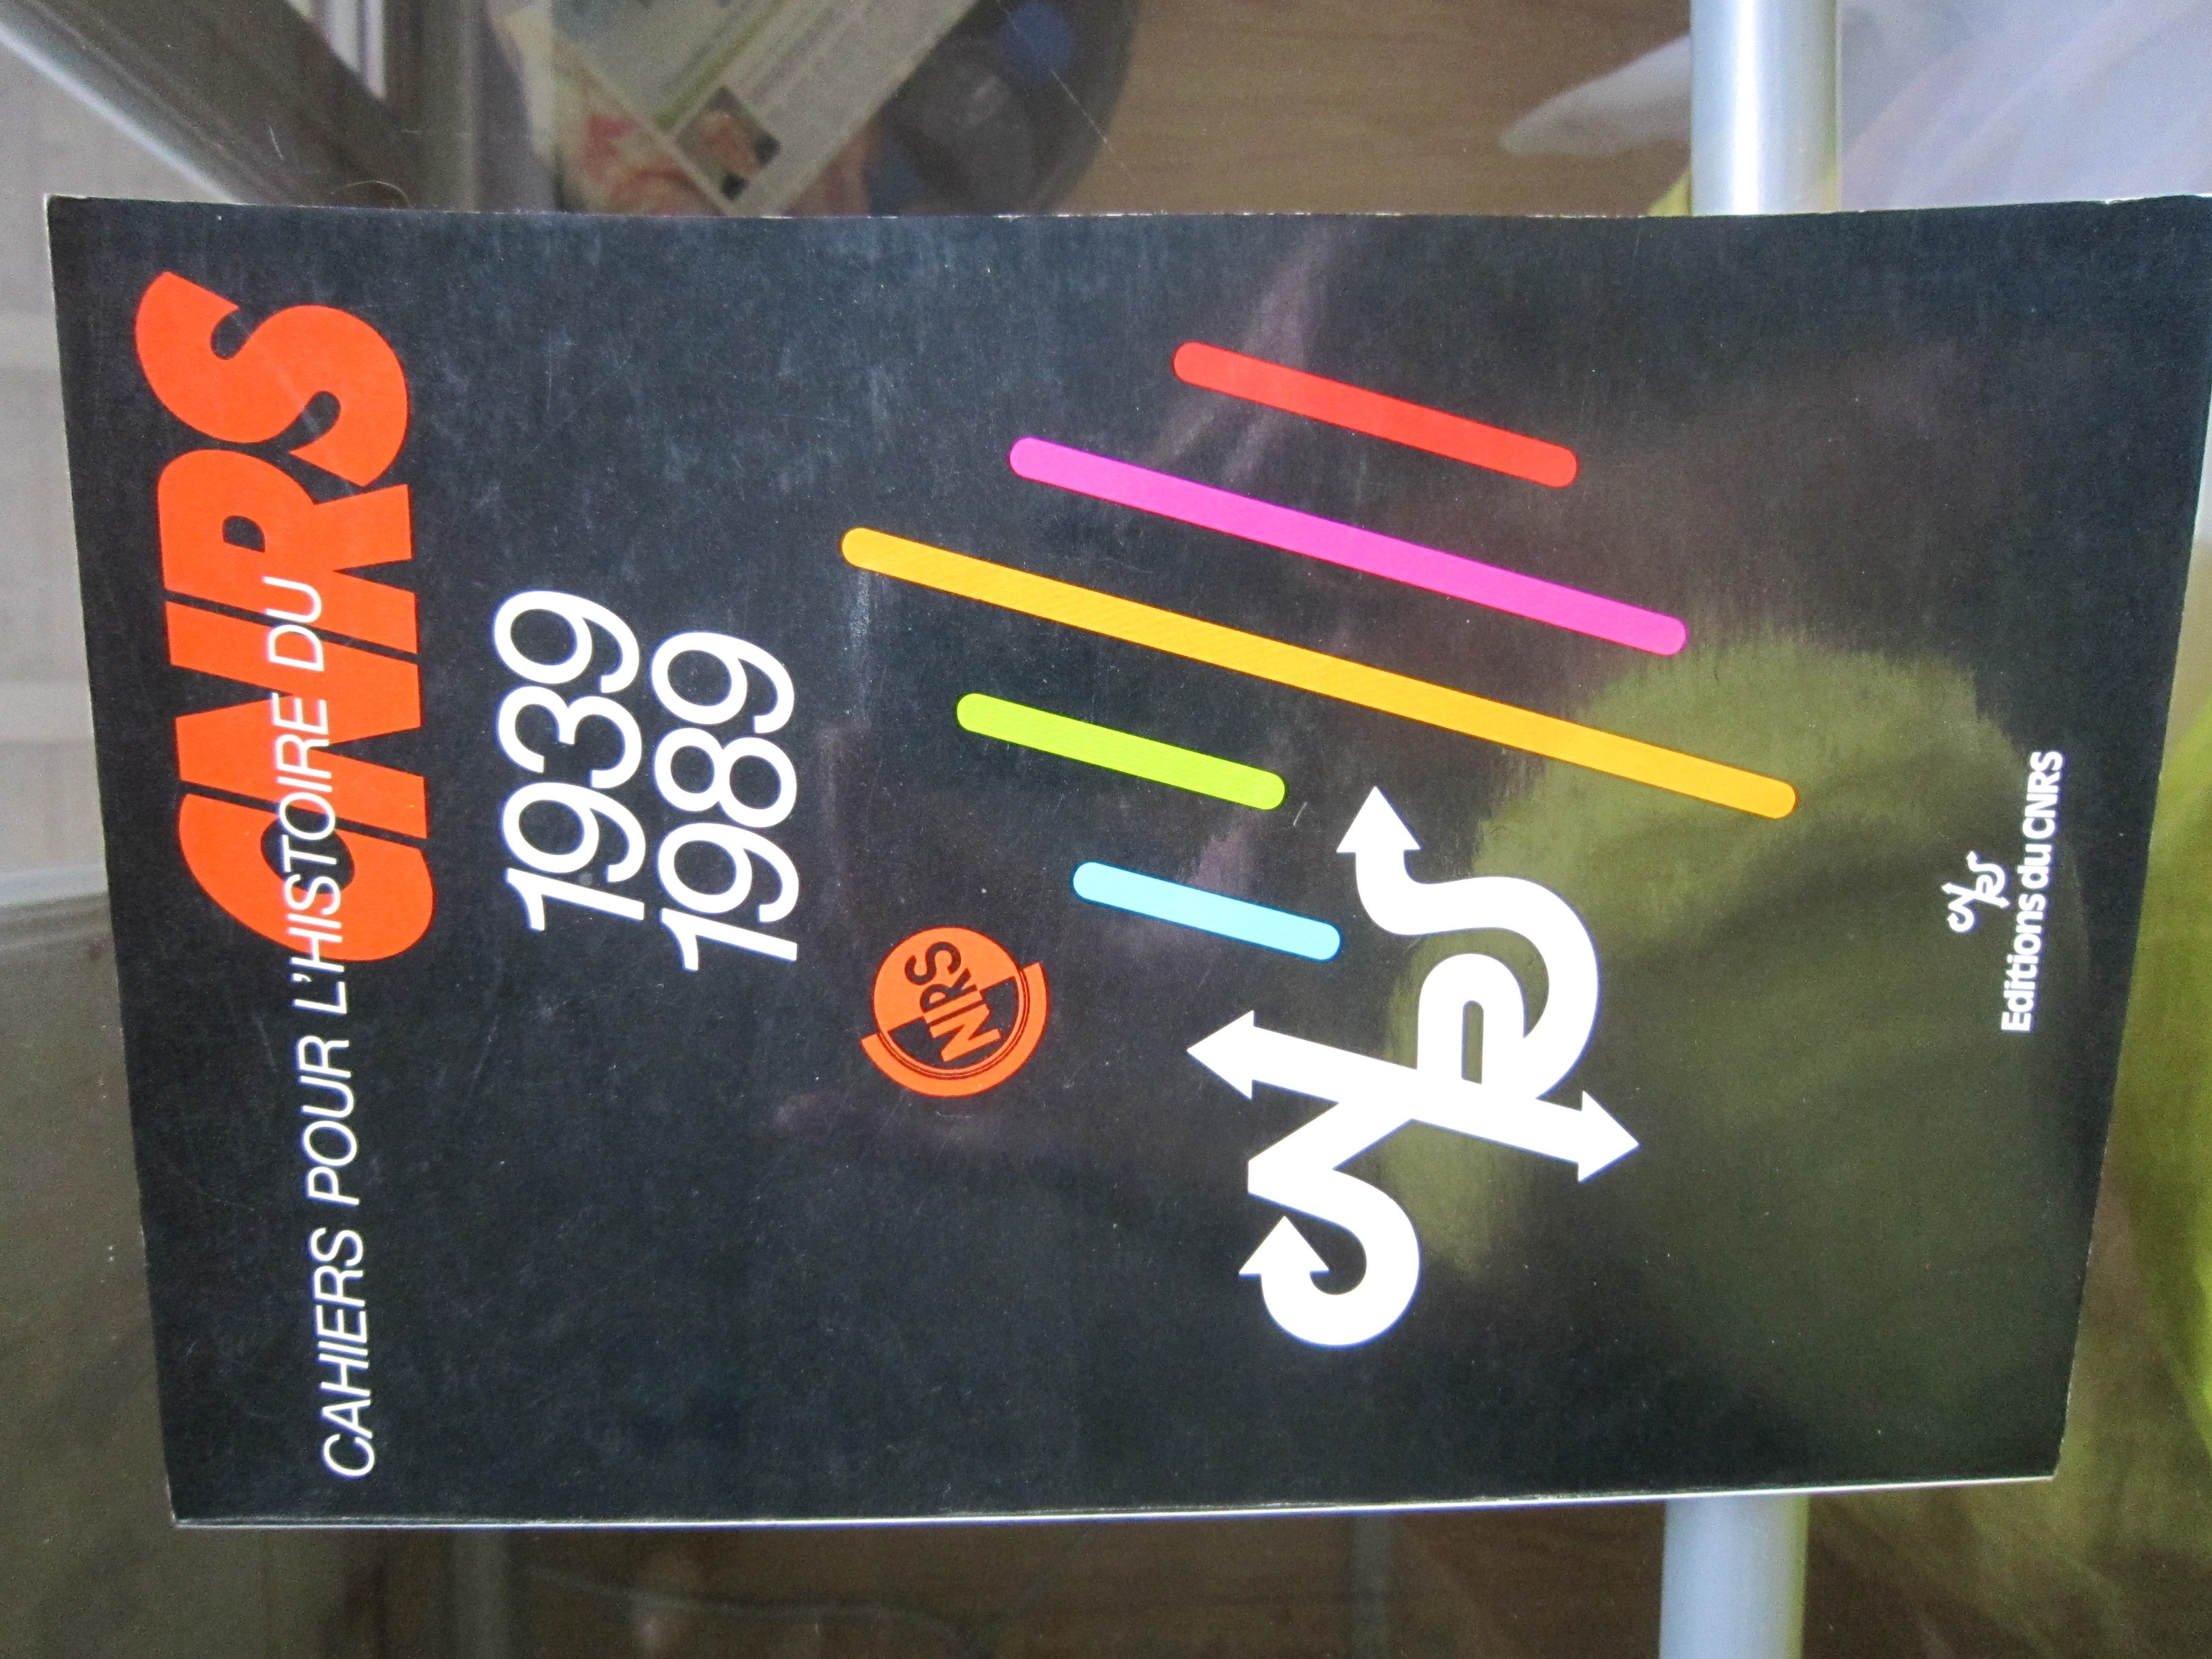 CAHIERS POUR L'HISTOIRE DU
CNRS
1939
1989
CNRS
CNRS
CNRS
Editions du CNRS